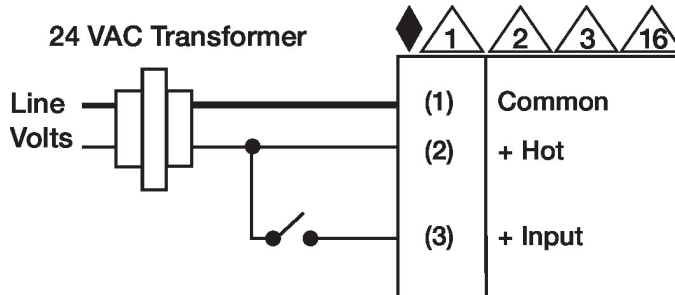 24 VAC Transformer
1 2 3 16
Line
Volts
(1) Common
(2) + Hot
(3) + Input